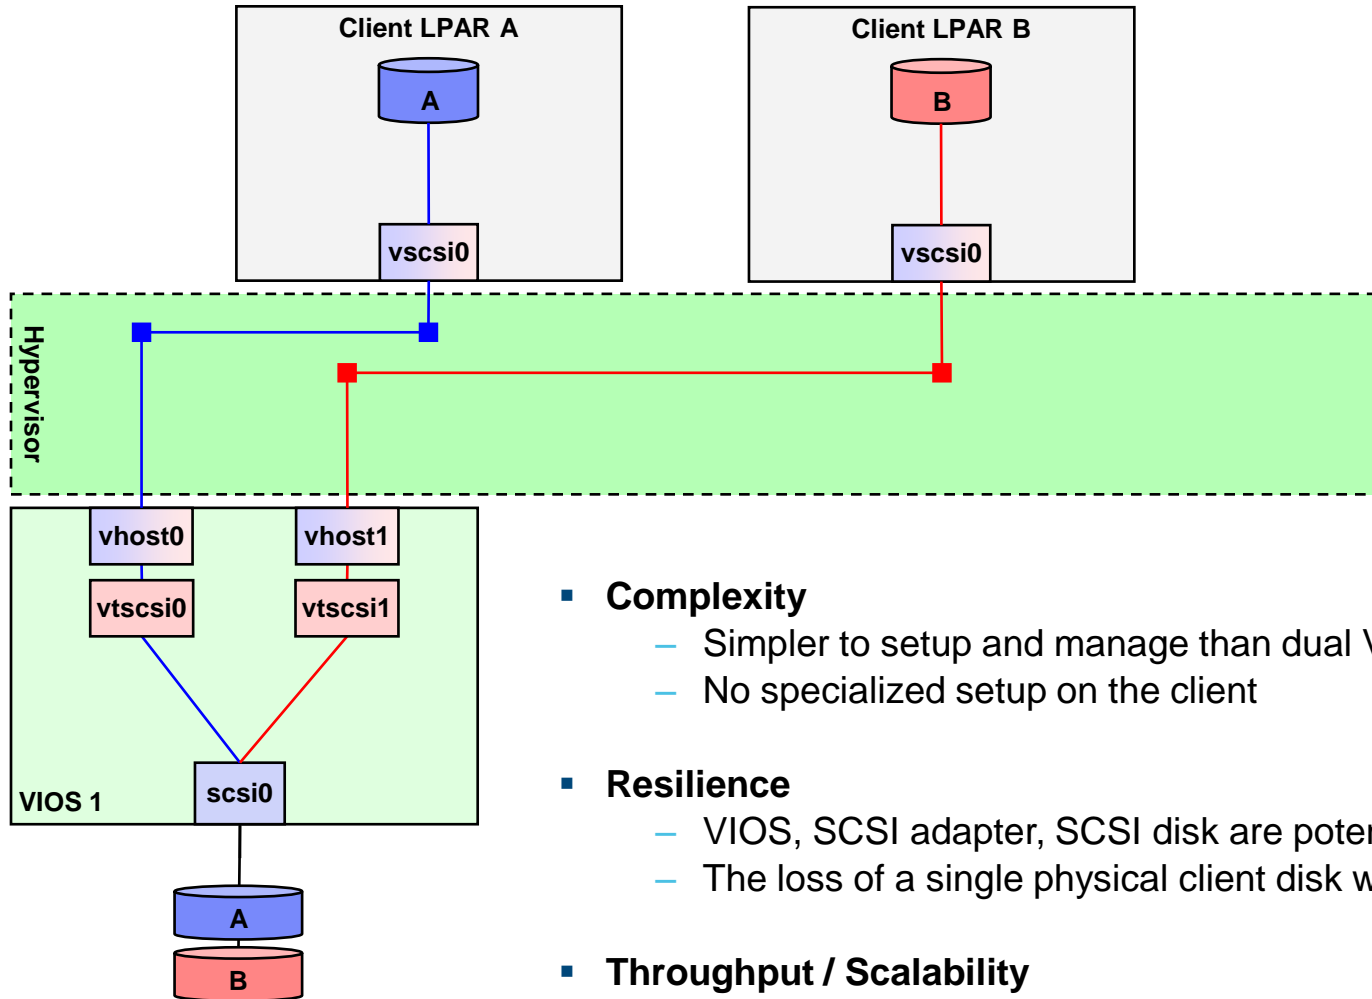 Client LPAR A
Client LPAR B
A
B
vscsi0
vscsi0
Hypervisor
vhost0
vhost1
vtscsi0
vtscsi1
scsi0
VIOS 1
A
B
▪ Complexity
– Simpler to setup and manage than dual
– No specialized setup on the client
▪ Resilience
– VIOS, SCSI adapter, SCSI disk are
– The loss of a single physical client disk
▪ Throughput / Scalability